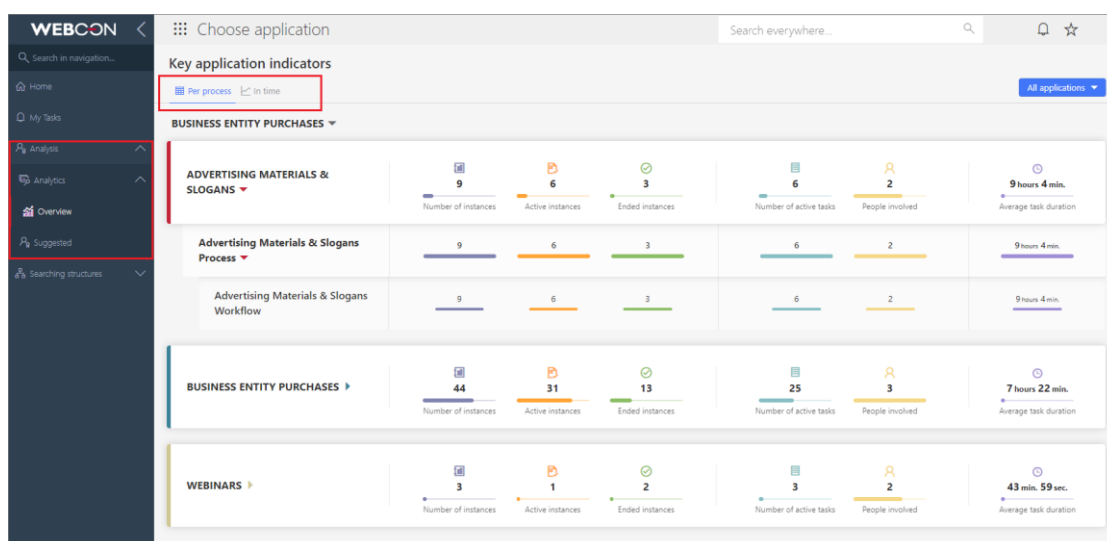 WEBCON
Choose application
Search everywhere...
Search in navigation...
Home
My Tasks
Analysis
Analytics
Overview
Suggested
Searching structures
Key application indicators
Per process
In time
All applications
BUSINESS ENTITY PURCHASES
ADVERTISING MATERIALS &
SLOGANS
9
6
3
6
2
9 hours 4 min.
Number of instances
Active instances
Ended instances
Number of active tasks
People involved
Average task duration
Advertising Materials & Slogans
Process
9
6
3
6
2
9 hours 4 min.
Advertising Materials & Slogans
Workflow
9
6
3
6
2
9 hours 4 min.
BUSINESS ENTITY PURCHASES
44
31
13
25
3
7 hours 22 min.
Number of instances
Active instances
Ended instances
Number of active tasks
People involved
Average task duration
WEBINARS
3
1
2
3
2
43 min. 59 sec.
Number of instances
Active instances
Ended instances
Number of active tasks
People involved
Average task duration